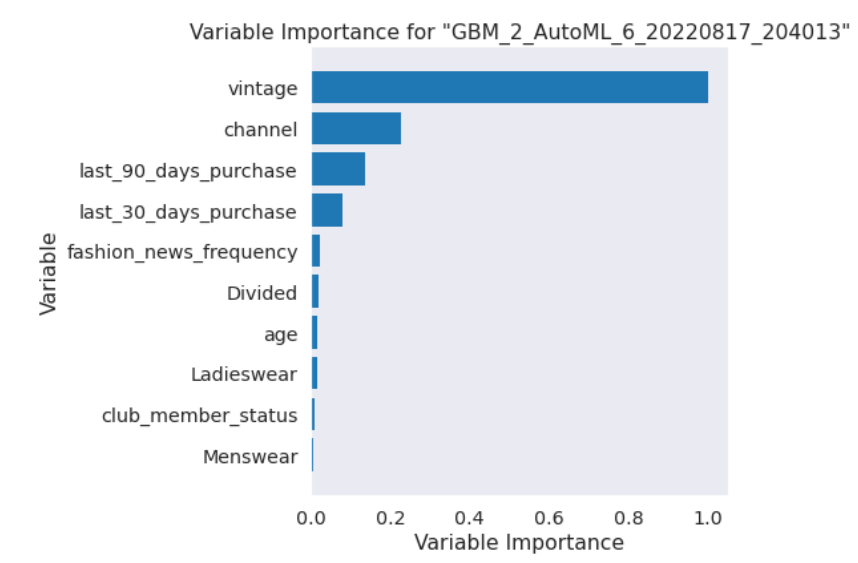 Variable Importance for "GBM_2_AutoML_6_20220817_204013"
Variable
vintage
channel
last_90_days_purchase
last_30_days_purchase
fashion_news_frequency
Divided
age
Ladieswear
club_member_status
Menswear
0.0 0.2 0.4 0.6 0.8 1.0
Variable Importance